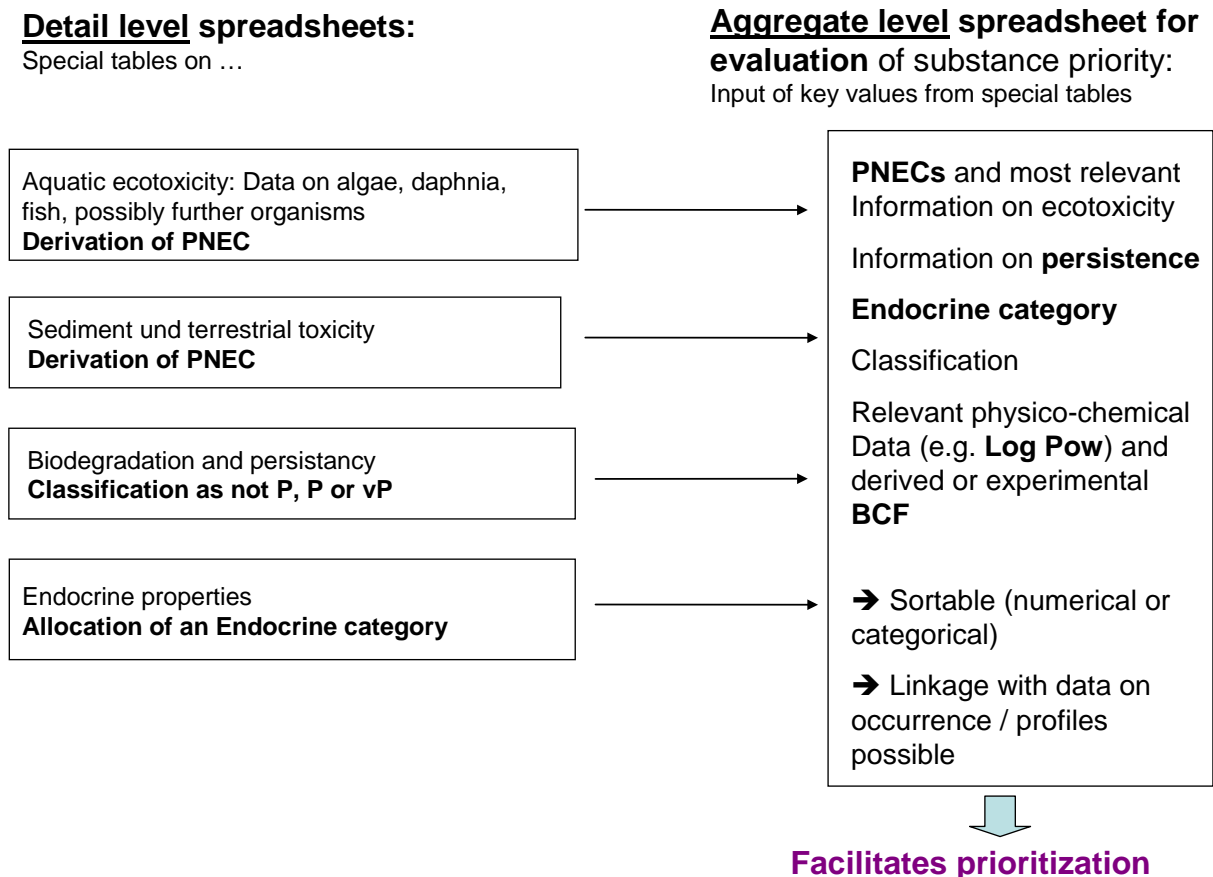 Detail level spreadsheets:
Special tables on …
Aquatic ecotoxicity: Data on algae, daphnia,
fish, possibly further organisms
Derivation of PNEC
Sediment und terrestrial toxicity
Derivation of PNEC
Biodegradation and persistancy
Classification as not P, P or vP
Endocrine properties
Allocation of an Endocrine category
Aggregate level spreadsheet for
evaluation of substance priority:
Input of key values from special tables
PNECs and most relevant
Information on ecotoxicity
Information on persistence
Endocrine category
Classification
Relevant physico-chemical
Data (e.g. Log Pow) and
derived or experimental
BCF
➔ Sortable (numerical or
categorical)
➔ Linkage with data on
occurrence / profiles
possible
Facilitates prioritization